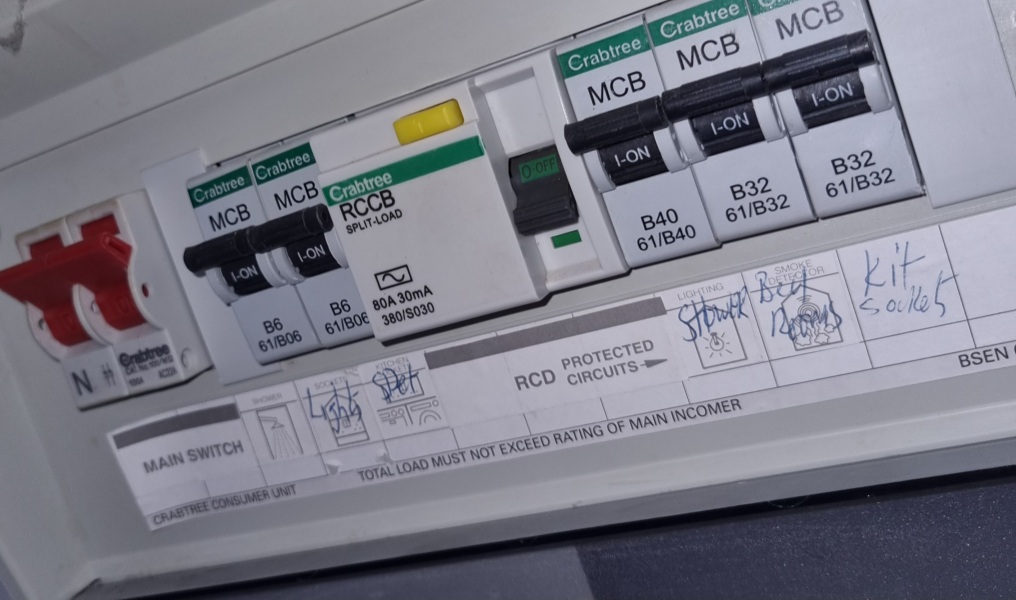 Crabtree
MCB
I-ON
B6
61/B06
Crabtree
MCB
I-ON
B6
61/B06
Crabtree
RCCB
SPLIT-LOAD
80A 30mA
380/S030
O-OFF
Crabtree
MCB
I-ON
B40
61/B40
Crabtree
MCB
I-ON
B32
61/B32
MCB
I-ON
B32
61/B32
N
Crabtree
100A
MAIN SWITCH
SHOWER
Lights
KITCHEN
RCD PROTECTED
CIRCUITS
LIGHTING
Shower
SMOKE
DETECTOR
Bed
Rooms
Kit
Sockets
TOTAL LOAD MUST NOT EXCEED RATING OF MAIN INCOMER
CRABTREE CONSUMER UNIT
BSEN